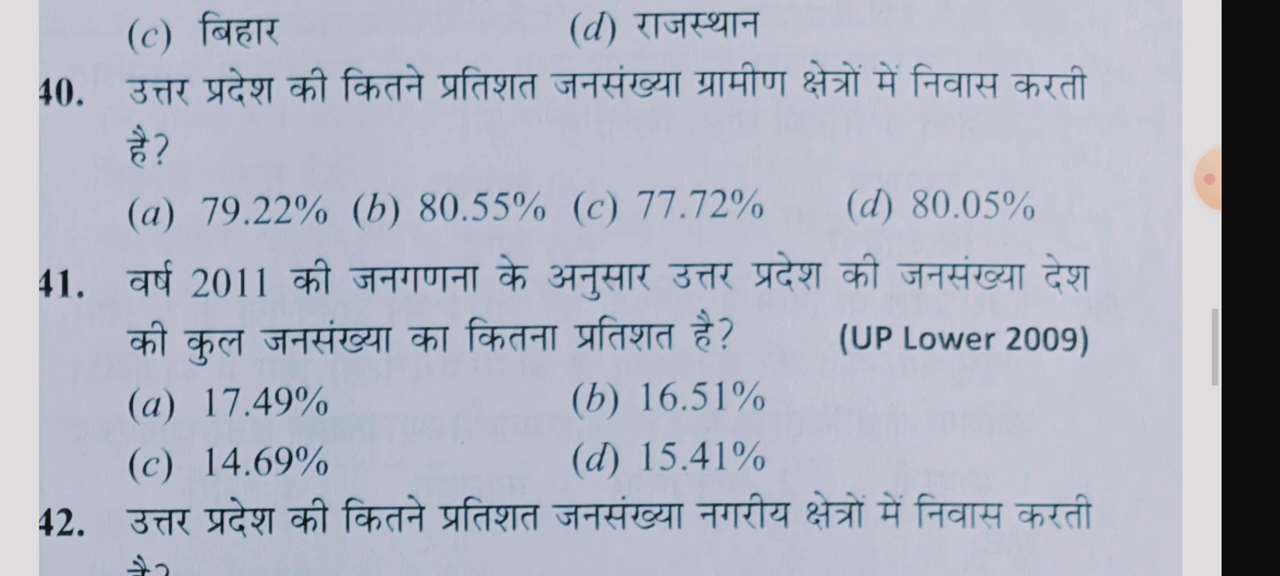 (c) बिहार (d) राजस्थान
40. उत्तर प्रदेश की कितने प्रतिशत जनसंख्या ग्रामीण क्षेत्रों में निवास करती
है?
(a) 79.22% (b) 80.55% (c) 77.72% (d) 80.05%
41. वर्ष 2011 की जनगणना के अनुसार उत्तर प्रदेश की जनसंख्या देश
की कुल जनसंख्या का कितना प्रतिशत है? (UP Lower 2009)
(a) 17.49% (b) 16.51%
(c) 14.69% (d) 15.41%
42. उत्तर प्रदेश की कितने प्रतिशत जनसंख्या नगरीय क्षेत्रों में निवास करती
है?